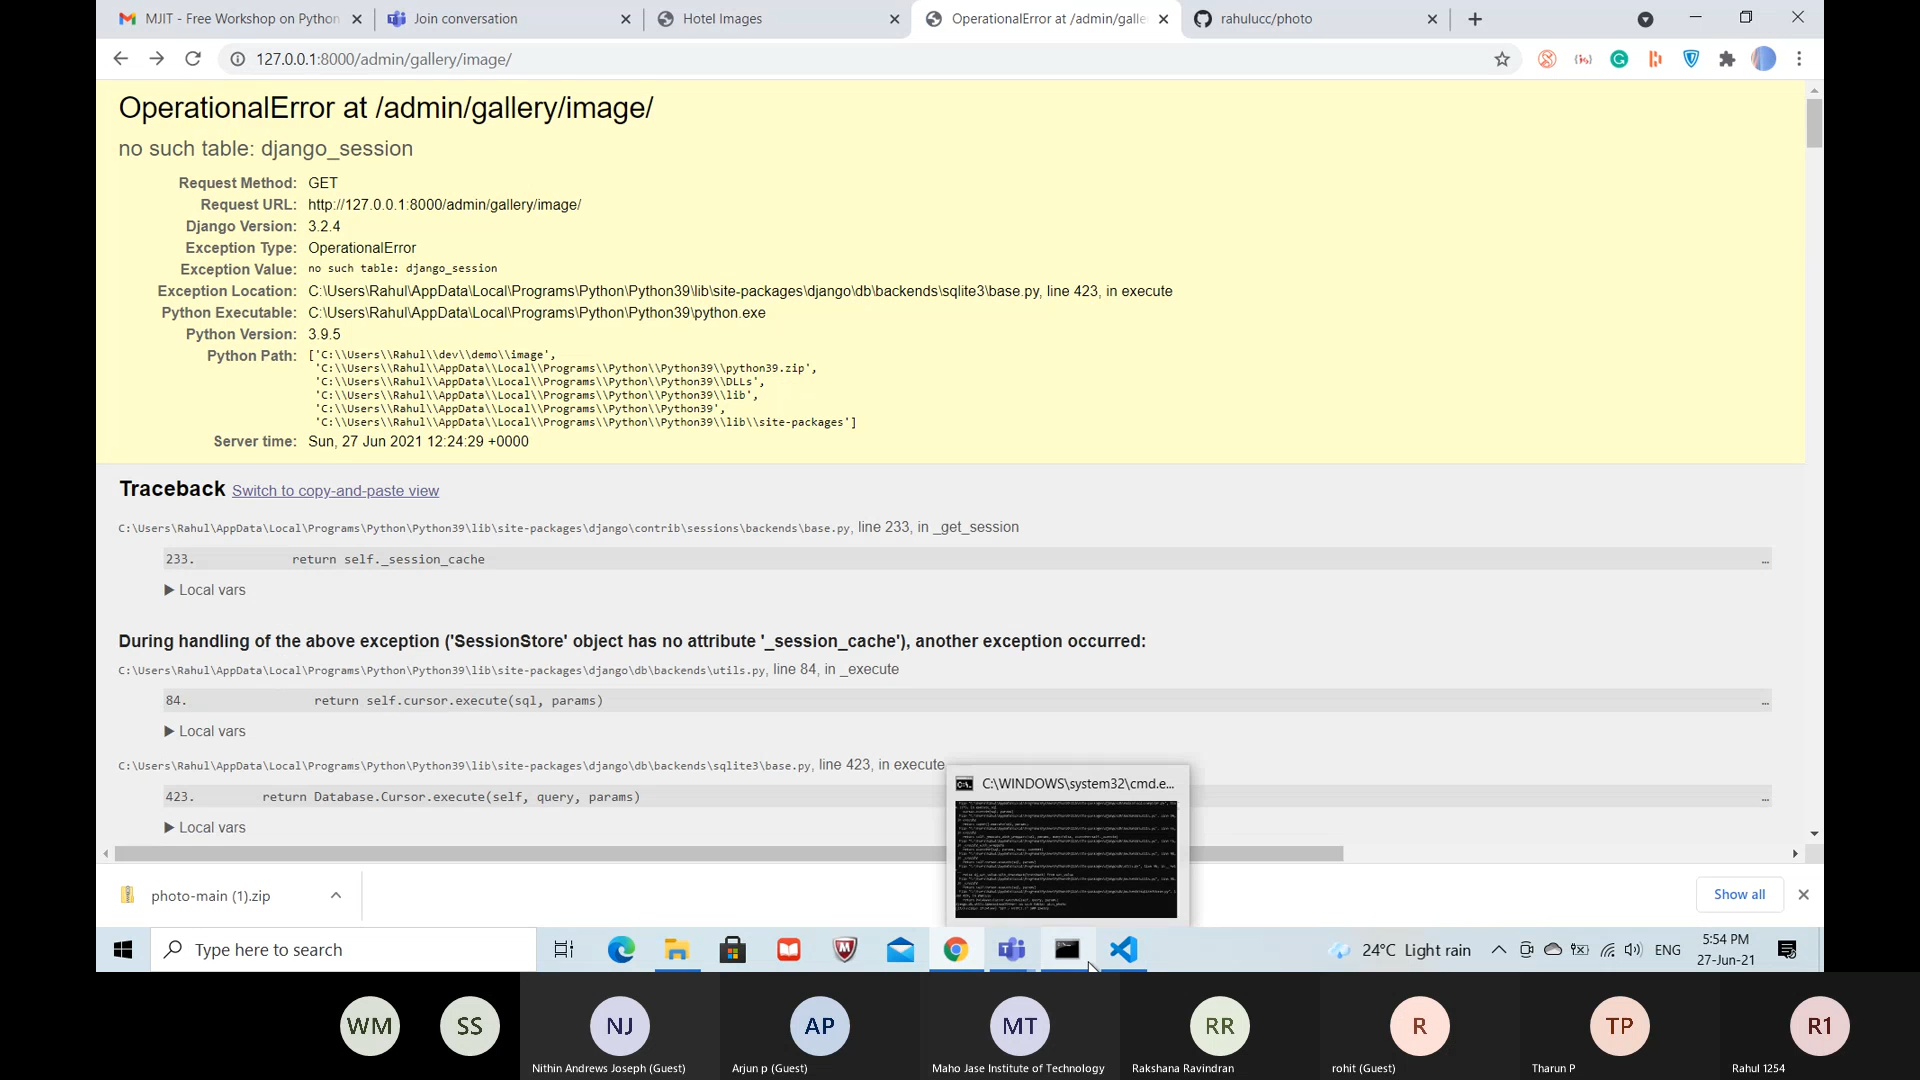 MJIT - Free Workshop on Python
Join conversation
Hotel Images
OperationalError at /admin/galle
rahulucc/photo
127.0.0.1:8000/admin/gallery/image/
OperationalError at /admin/gallery/image/
no such table: django_session
Request Method: GET
Request URL: http://127.0.0.1:8000/admin/gallery/image/
Django Version: 3.2.4
Exception Type: OperationalError
Exception Value: no such table: django_session
Exception Location: C:\Users\Rahul\AppData\Local\Programs\Python\Python39\lib\site-packages\django\db\backends\sqlite3\base.py, line 423, in execute
Python Executable: C:\Users\Rahul\AppData\Local\Programs\Python\Python39\python.exe
Python Version: 3.9.5
Python Path: ['C:\\Users\\Rahul\\dev\\demo\\image',
'C:\\Users\\Rahul\\AppData\\Local\\Programs\\Python\\Python39\\python39.zip',
'C:\\Users\\Rahul\\AppData\\Local\\Programs\\Python\\Python39\\DLLs',
'C:\\Users\\Rahul\\AppData\\Local\\Programs\\Python\\Python39\\lib',
'C:\\Users\\Rahul\\AppData\\Local\\Programs\\Python\\Python39',
'C:\\Users\\Rahul\\AppData\\Local\\Programs\\Python\\Python39\\lib\\site-packages']
Server time: Sun, 27 Jun 2021 12:24:29 +0000
Traceback Switch to copy-and-paste view
C:\Users\Rahul\AppData\Local\Programs\Python\Python39\lib\site-packages\django\contrib\sessions\backends\base.py, line 233, in _get_session
233. return self._session_cache …
▶ Local vars
During handling of the above exception ('SessionStore' object has no attribute '_session_cache'), another exception occurred:
C:\Users\Rahul\AppData\Local\Programs\Python\Python39\lib\site-packages\django\db\backends\utils.py, line 84, in _execute
84. return self.cursor.execute(sql, params) …
▶ Local vars
C:\Users\Rahul\AppData\Local\Programs\Python\Python39\lib\site-packages\django\db\backends\sqlite3\base.py, line 423, in execute
423. return Database.Cursor.execute(self, query, params) …
▶ Local vars
C:\WINDOWS\system32\cmd.e...
photo-main (1).zip
Show all
Type here to search
24°C Light rain
ENG
5:54 PM
27-Jun-21
WM
SS
NJ
AP
MT
RR
R
TP
R1
Nithin Andrews Joseph (Guest)
Arjun p (Guest)
Maho Jase Institute of Technology
Rakshana Ravindran
rohit (Guest)
Tharun P
Rahul 1254